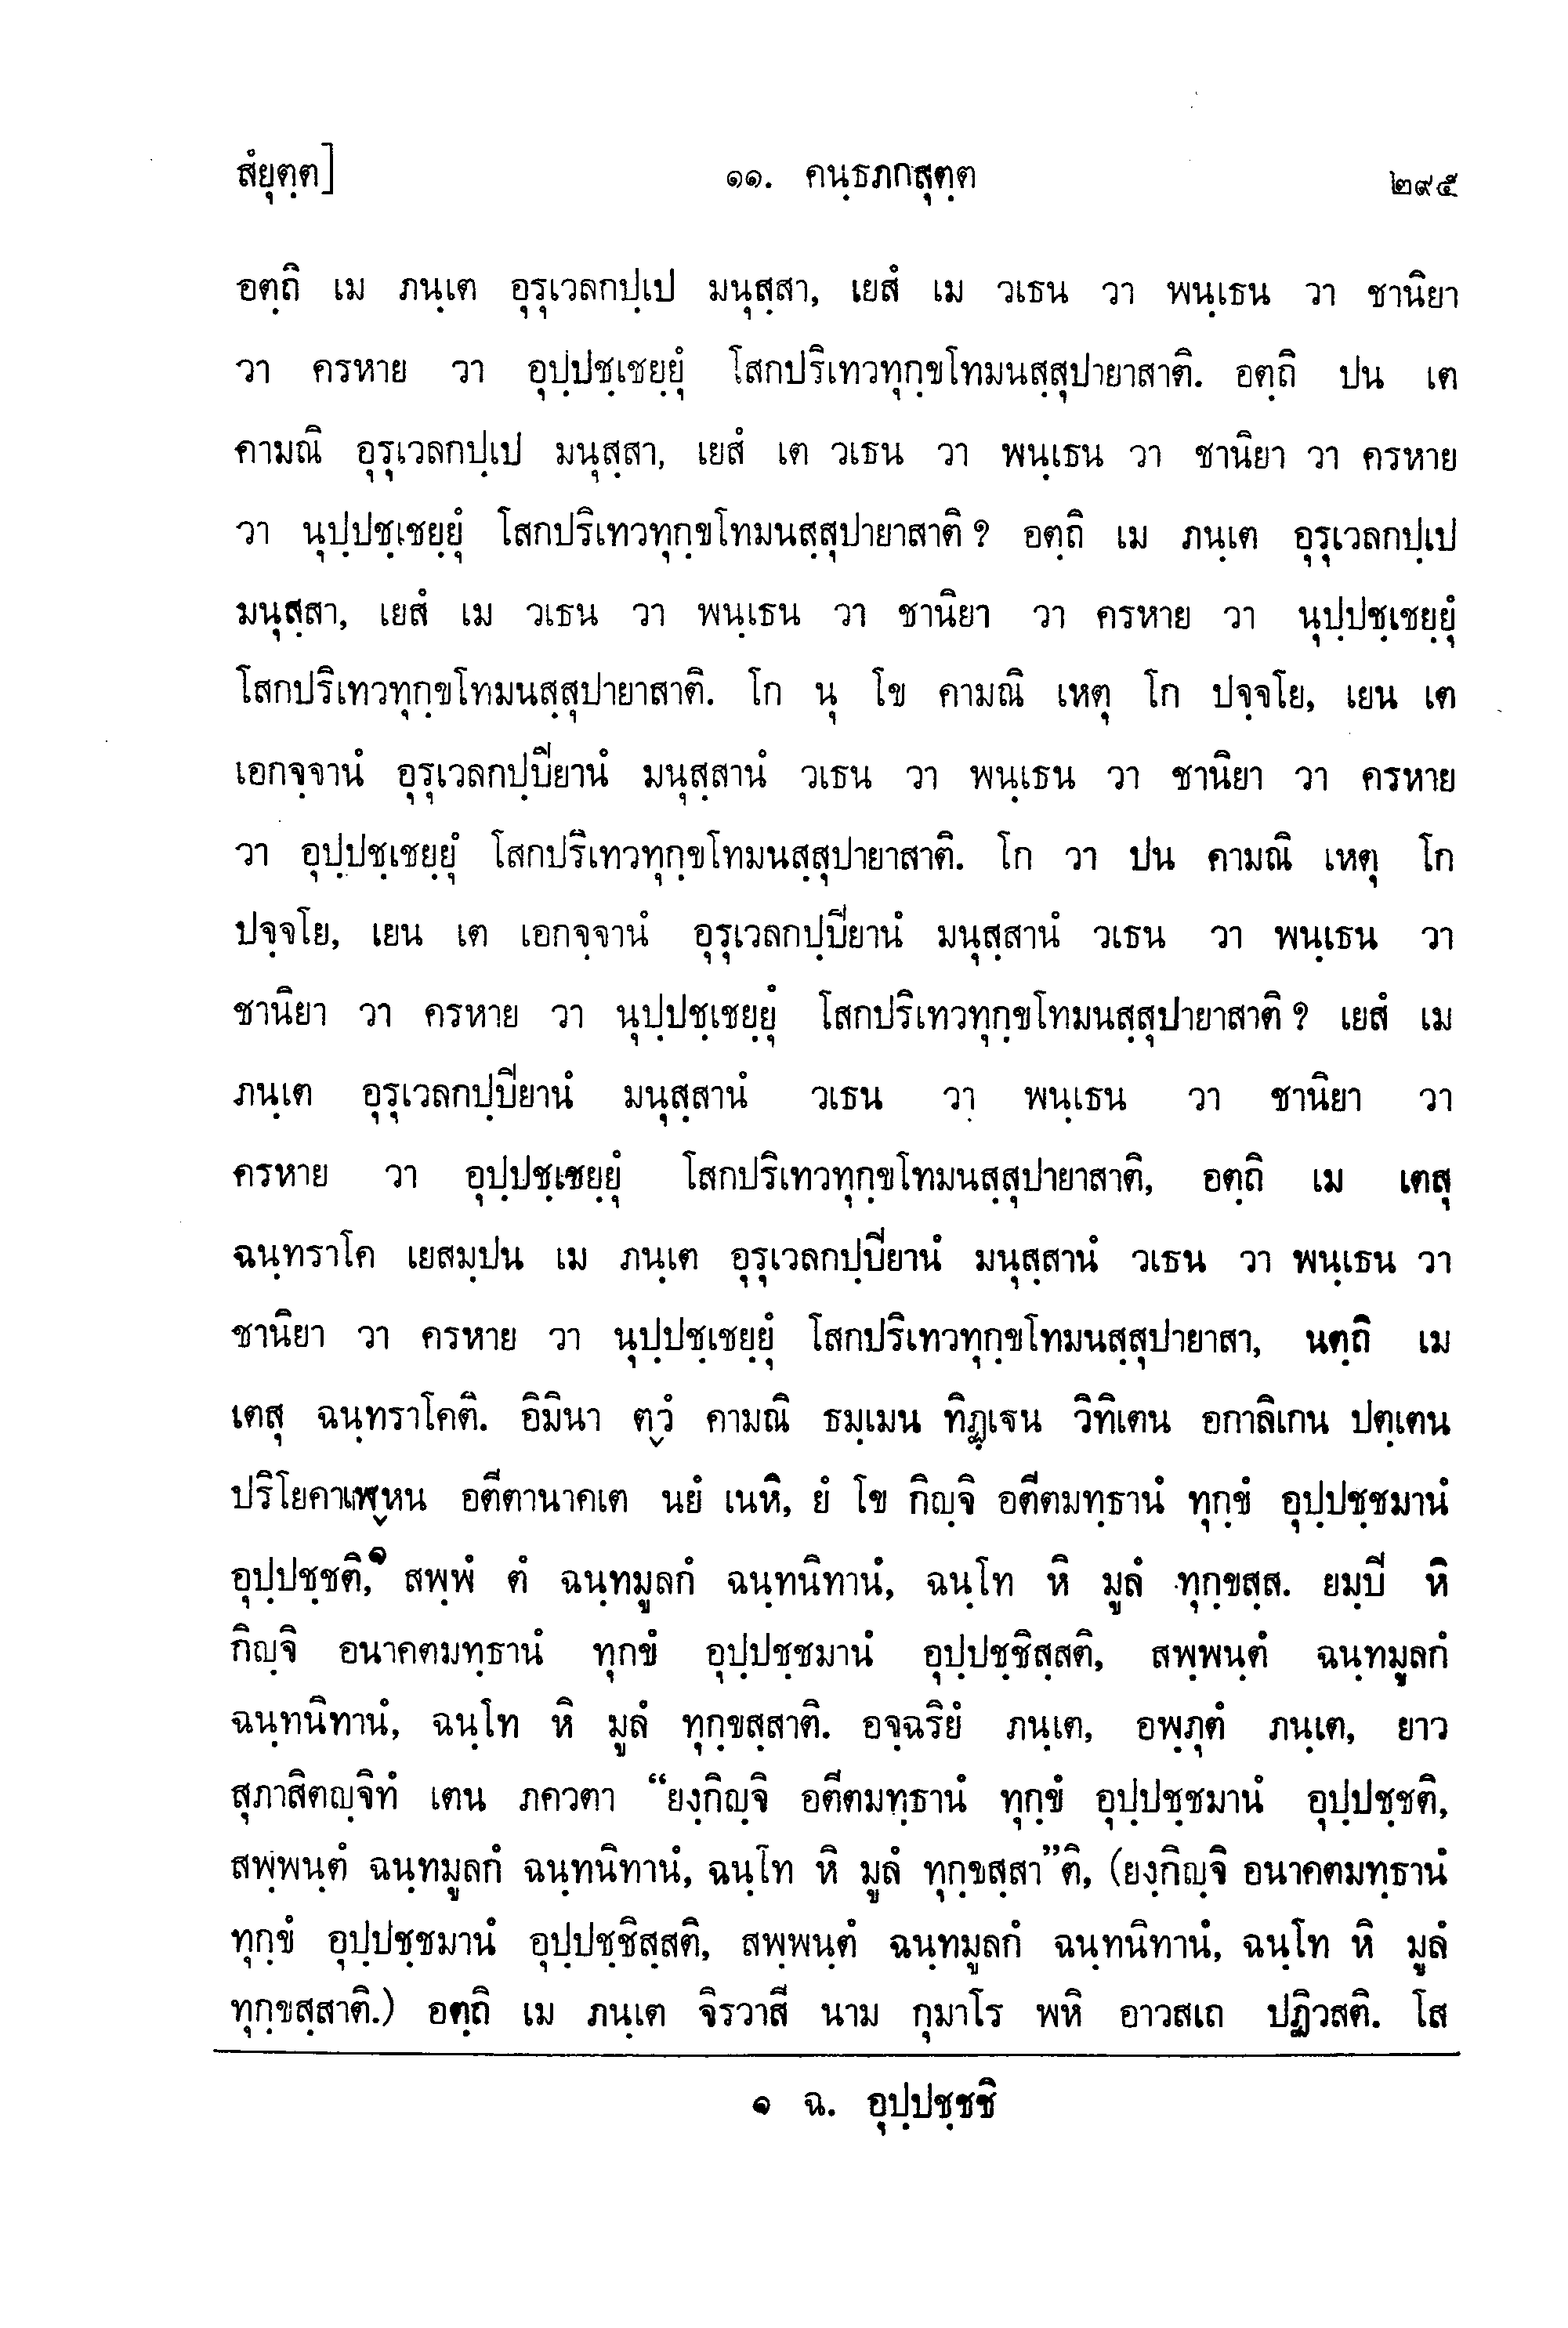 สํยุตฺต] ๑๑. คนฺธภกสุตฺต ๒๙๕
อตฺถิ เม ภนฺเต อุรุเวลกปฺเป มนุสฺสา, เยสํ เม วเธน วา พนฺเธน วา ชานิยา
วา ครหาย วา อุปฺปชฺเชยฺยุํ โสกปริเทวทุกฺขโทมนสฺสุปายาสาติ. อตฺถิ ปน เต
คามณิ อุรุเวลกปฺเป มนุสฺสา, เยสํ เต วเธน วา พนฺเธน วา ชานิยา วา ครหาย
วา นุปฺปชฺเชยฺยุํ โสกปริเทวทุกฺขโทมนสฺสุปายาสาติ ? อตฺถิ เม ภนฺเต อุรุเวลกปฺเป
มนุสฺสา, เยสํ เม วเธน วา พนฺเธน วา ชานิยา วา ครหาย วา นุปฺปชฺเชยฺยุํ
โสกปริเทวทุกฺขโทมนสฺสุปายาสาติ. โก นุ โข คามณิ เหตุ โก ปจฺจโย, เยน เต
เอกจฺจานํ อุรุเวลกปฺปิยานํ มนุสฺสานํ วเธน วา พนฺเธน วา ชานิยา วา ครหาย
วา อุปฺปชฺเชยฺยุํ โสกปริเทวทุกฺขโทมนสฺสุปายาสาติ. โก วา ปน คามณิ เหตุ โก
ปจฺจโย, เยน เต เอกจฺจานํ อุรุเวลกปฺปิยานํ มนุสฺสานํ วเธน วา พนฺเธน วา
ชานิยา วา ครหาย วา นุปฺปชฺเชยฺยุํ โสกปริเทวทุกฺขโทมนสฺสุปายาสาติ ? เยสํ เม
ภนฺเต อุรุเวลกปฺปิยานํ มนุสฺสานํ วเธน วา พนฺเธน วา ชานิยา วา
ครหาย วา อุปฺปชฺเชยฺยุํ โสกปริเทวทุกฺขโทมนสฺสุปายาสาติ, อตฺถิ เม เตสุ
ฉนฺทราโค เยสมฺปน เม ภนฺเต อุรุเวลกปฺปิยานํ มนุสฺสานํ วเธน วา พนฺเธน วา
ชานิยา วา ครหาย วา นุปฺปชฺเชยฺยุํ โสกปริเทวทุกฺขโทมนสฺสุปายาสา, นตฺถิ เม
เตสุ ฉนฺทราโคติ. อิมินา ตฺวํ คามณิ ธมฺเมน ทิฏฺเฐน วิทิเตน อกาลิเกน ปตฺเตน
ปริโยคาเฬฺหน อตีตานาคเต นยํ เนหิ, ยํ โข กิญฺจิ อตีตมทฺธานํ ทุกฺขํ อุปฺปชฺชมานํ
อุปฺปชฺชติ,๑ สพฺพํ ตํ ฉนฺทมูลกํ ฉนฺทนิทานํ, ฉนฺโท หิ มูลํ ทุกฺขสฺส. ยมฺปิ หิ
กิญฺจิ อนาคตมทฺธานํ ทุกขํ อุปฺปชฺชมานํ อุปฺปชฺชิสฺสติ, สพฺพนฺตํ ฉนฺทมูลกํ
ฉนฺทนิทานํ, ฉนฺโท หิ มูลํ ทุกฺขสฺสาติ. อจฺฉริยํ ภนฺเต, อพฺภุตํ ภนฺเต, ยาว
สุภาสิตญฺจิทํ เตน ภควตา “ยงฺกิญฺจิ อตีตมทฺธานํ ทุกฺขํ อุปฺปชฺชมานํ อุปฺปชฺชติ,
สพฺพนฺตํ ฉนฺทมูลกํ ฉนฺทนิทานํ, ฉนฺโท หิ มูลํ ทุกฺขสฺสา”ติ, (ยงฺกิญฺจิ อนาคตมทฺธานํ
ทุกฺขํ อุปฺปชฺชมานํ อุปฺปชฺชิสฺสติ, สพฺพนฺตํ ฉนฺทมูลกํ ฉนฺทนิทานํ, ฉนฺโท หิ มูลํ
ทุกฺขสฺสาติ.) อตฺถิ เม ภนฺเต จิรวาสี นาม กุมาโร พหิ อาวสเถ ปฏิวสติ. โส
๑ ฉ. อุปฺปชฺชชิ